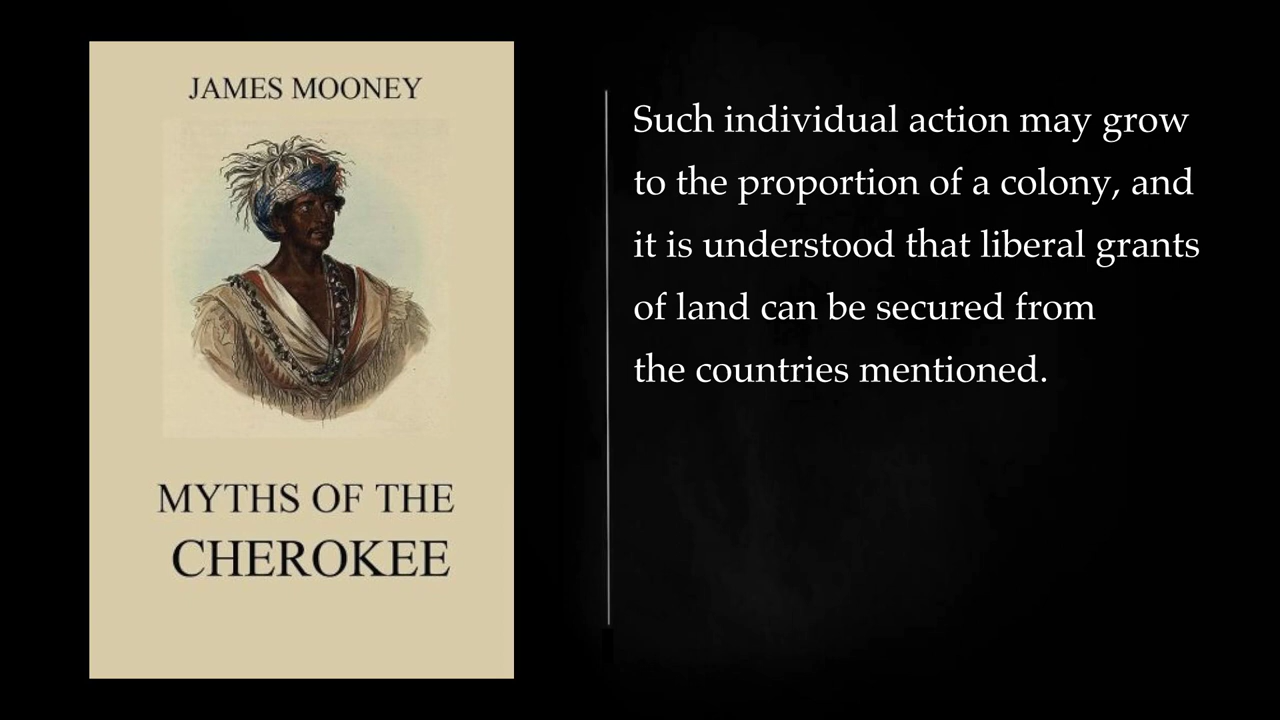 JAMES MOONEY
MYTHS OF THE
CHEROKEE
Such individual action may grow
to the proportion of a colony, and
it is understood that liberal grants
of land can be secured from
the countries mentioned.